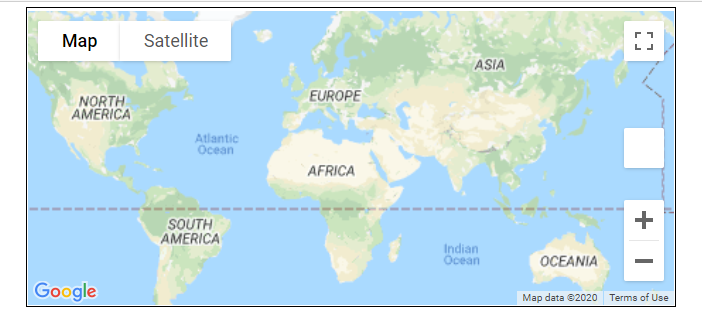 Map Satellite
ASIA
EUROPE
NORTH
AMERICA
Atlantic
Ocean
AFRICA
SOUTH
AMERICA
Indian
Ocean
OCEANIA
Google
Map data ©2020 Terms of Use